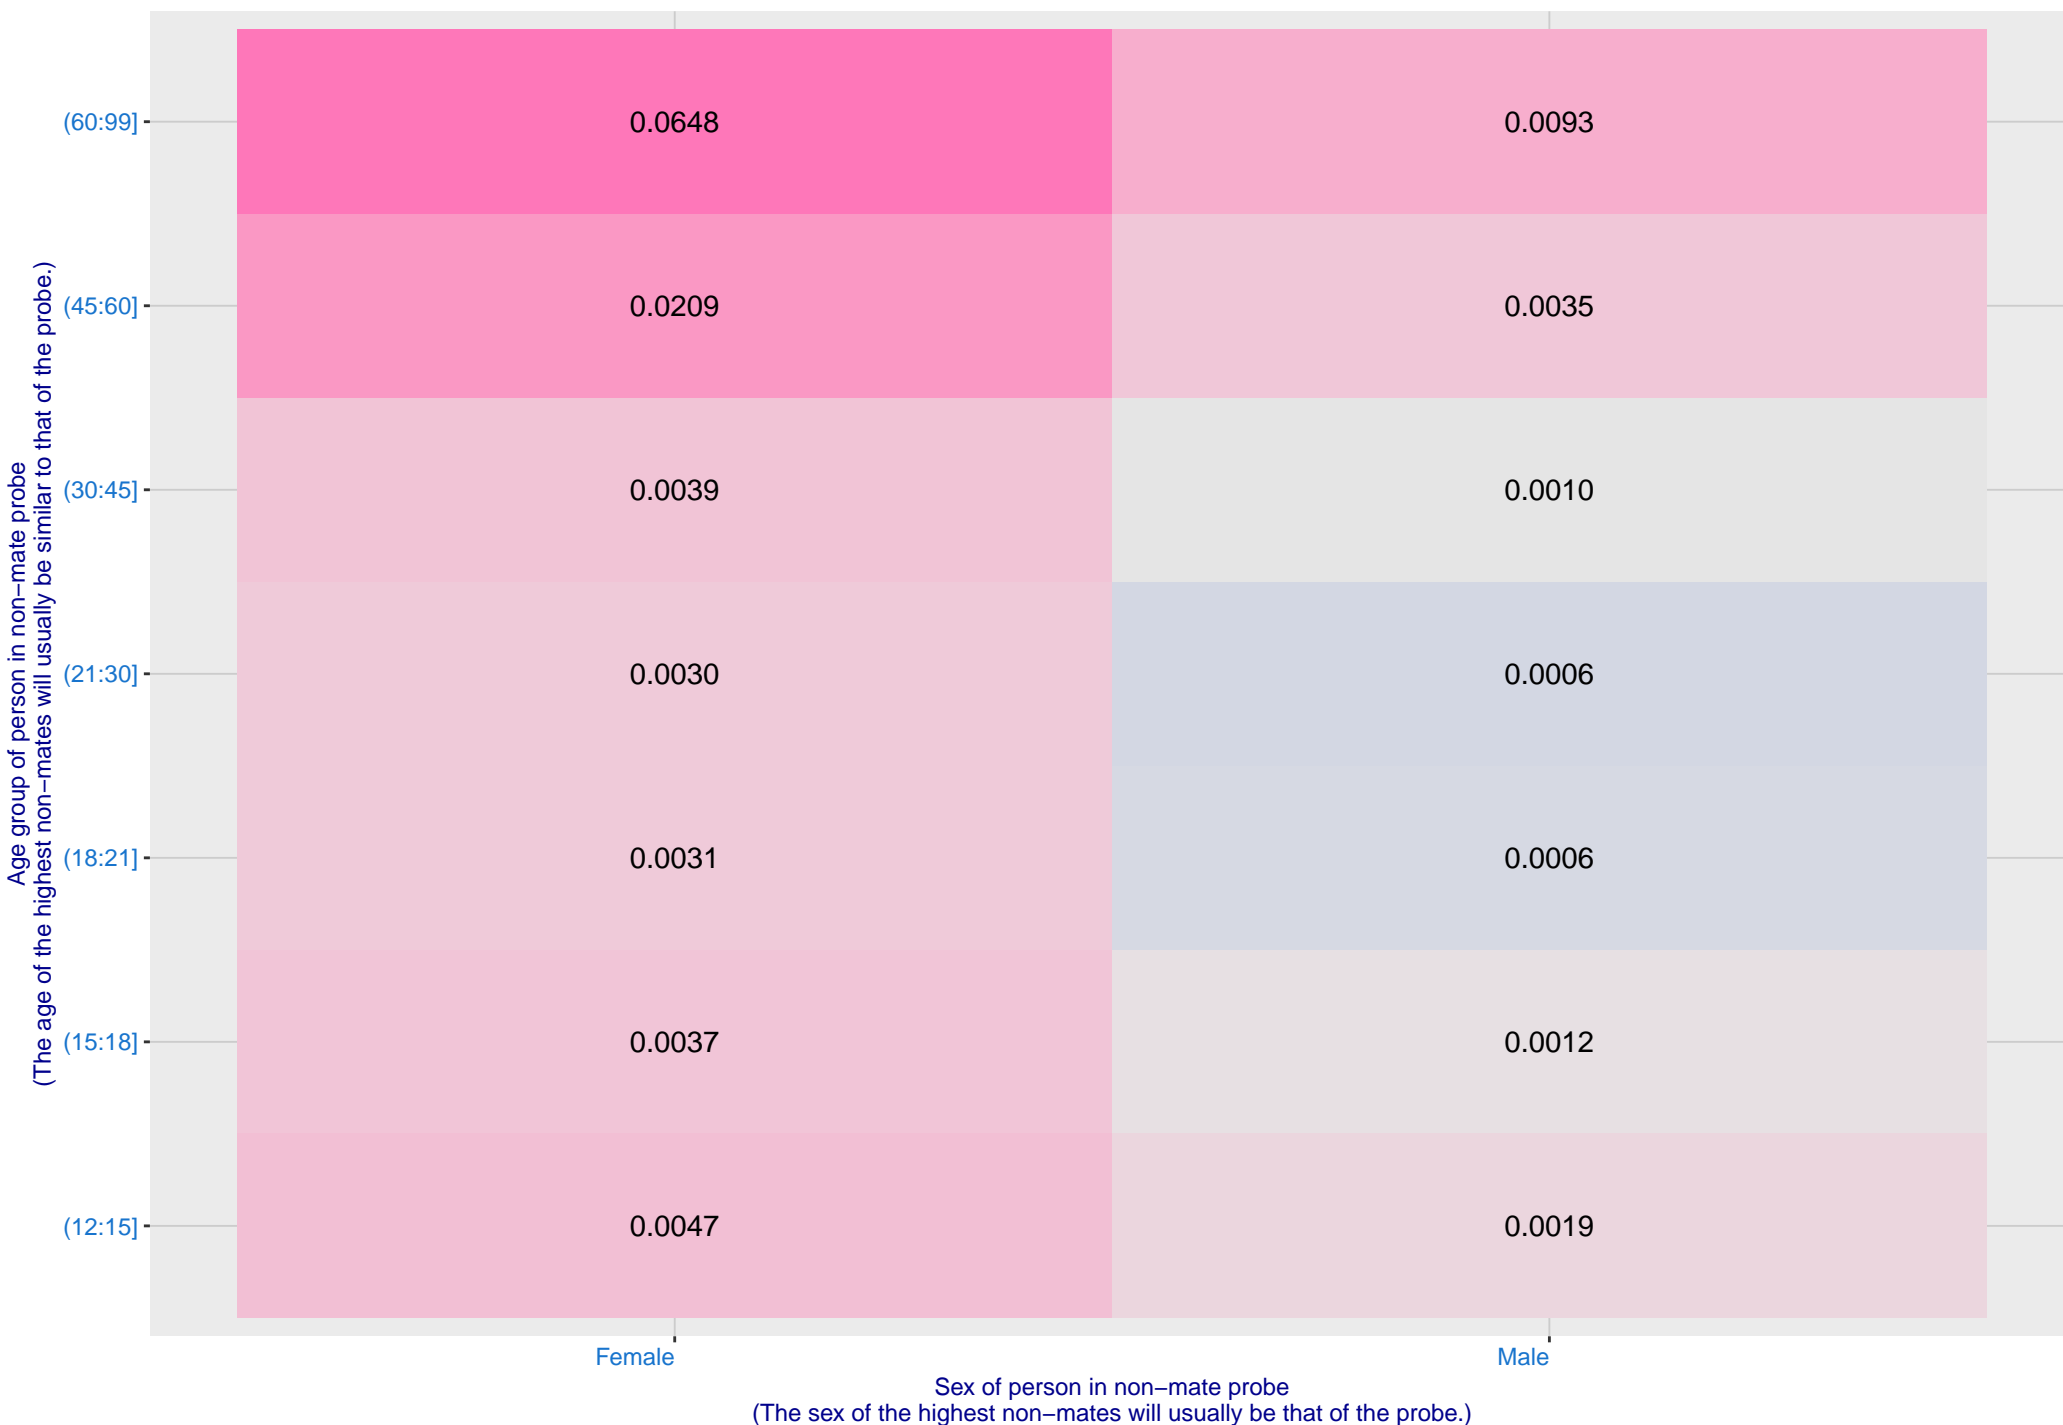 Age group of person in non−mate probe
(The age of the highest non−mates will usually be similar to that of the probe.)
(60:99] 0.0648 0.0093
(45:60] 0.0209 0.0035
(30:45] 0.0039 0.0010
(21:30] 0.0030 0.0006
(18:21] 0.0031 0.0006
(15:18] 0.0037 0.0012
(12:15] 0.0047 0.0019
Female Male
Sex of person in non−mate probe
(The sex of the highest non−mates will usually be that of the probe.)